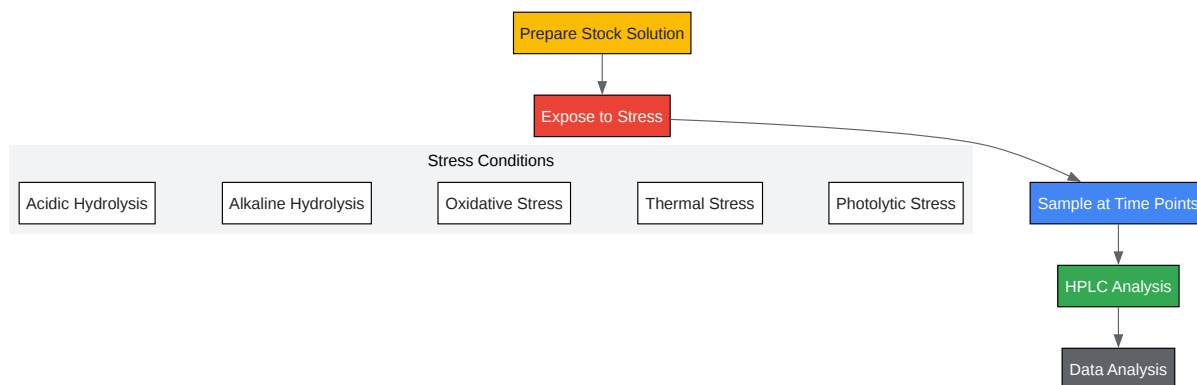 Prepare Stock Solution
Expose to Stress
Stress Conditions
Acidic Hydrolysis
Alkaline Hydrolysis
Oxidative Stress
Thermal Stress
Photolytic Stress
Sample at Time Points
HPLC Analysis
Data Analysis